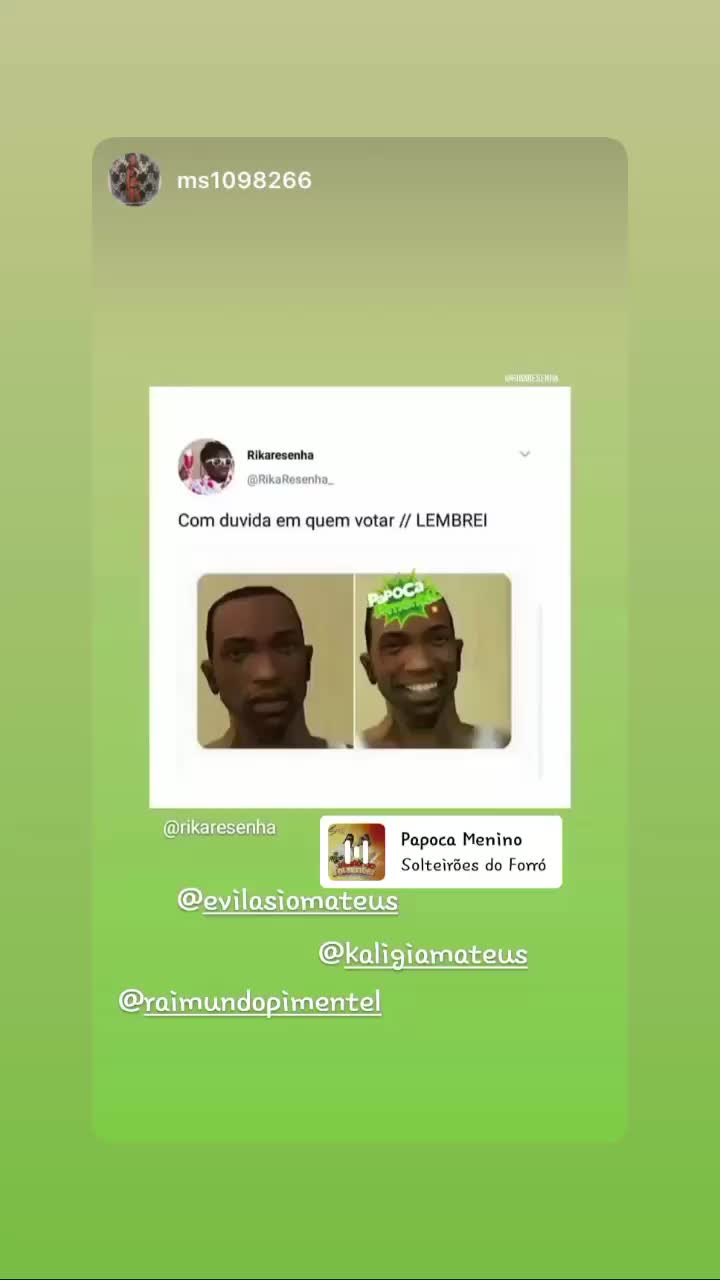 ms1098266
@RIKARESENHA
Rikaresenha
@RikaResenha_
Com duvida em quem votar // LEMBREI
PaPoCa
@rikaresenha
Papoca Menino
Solteirões do Forró
@evilasiomateus
@kaligiamateus
@raimundopimentel